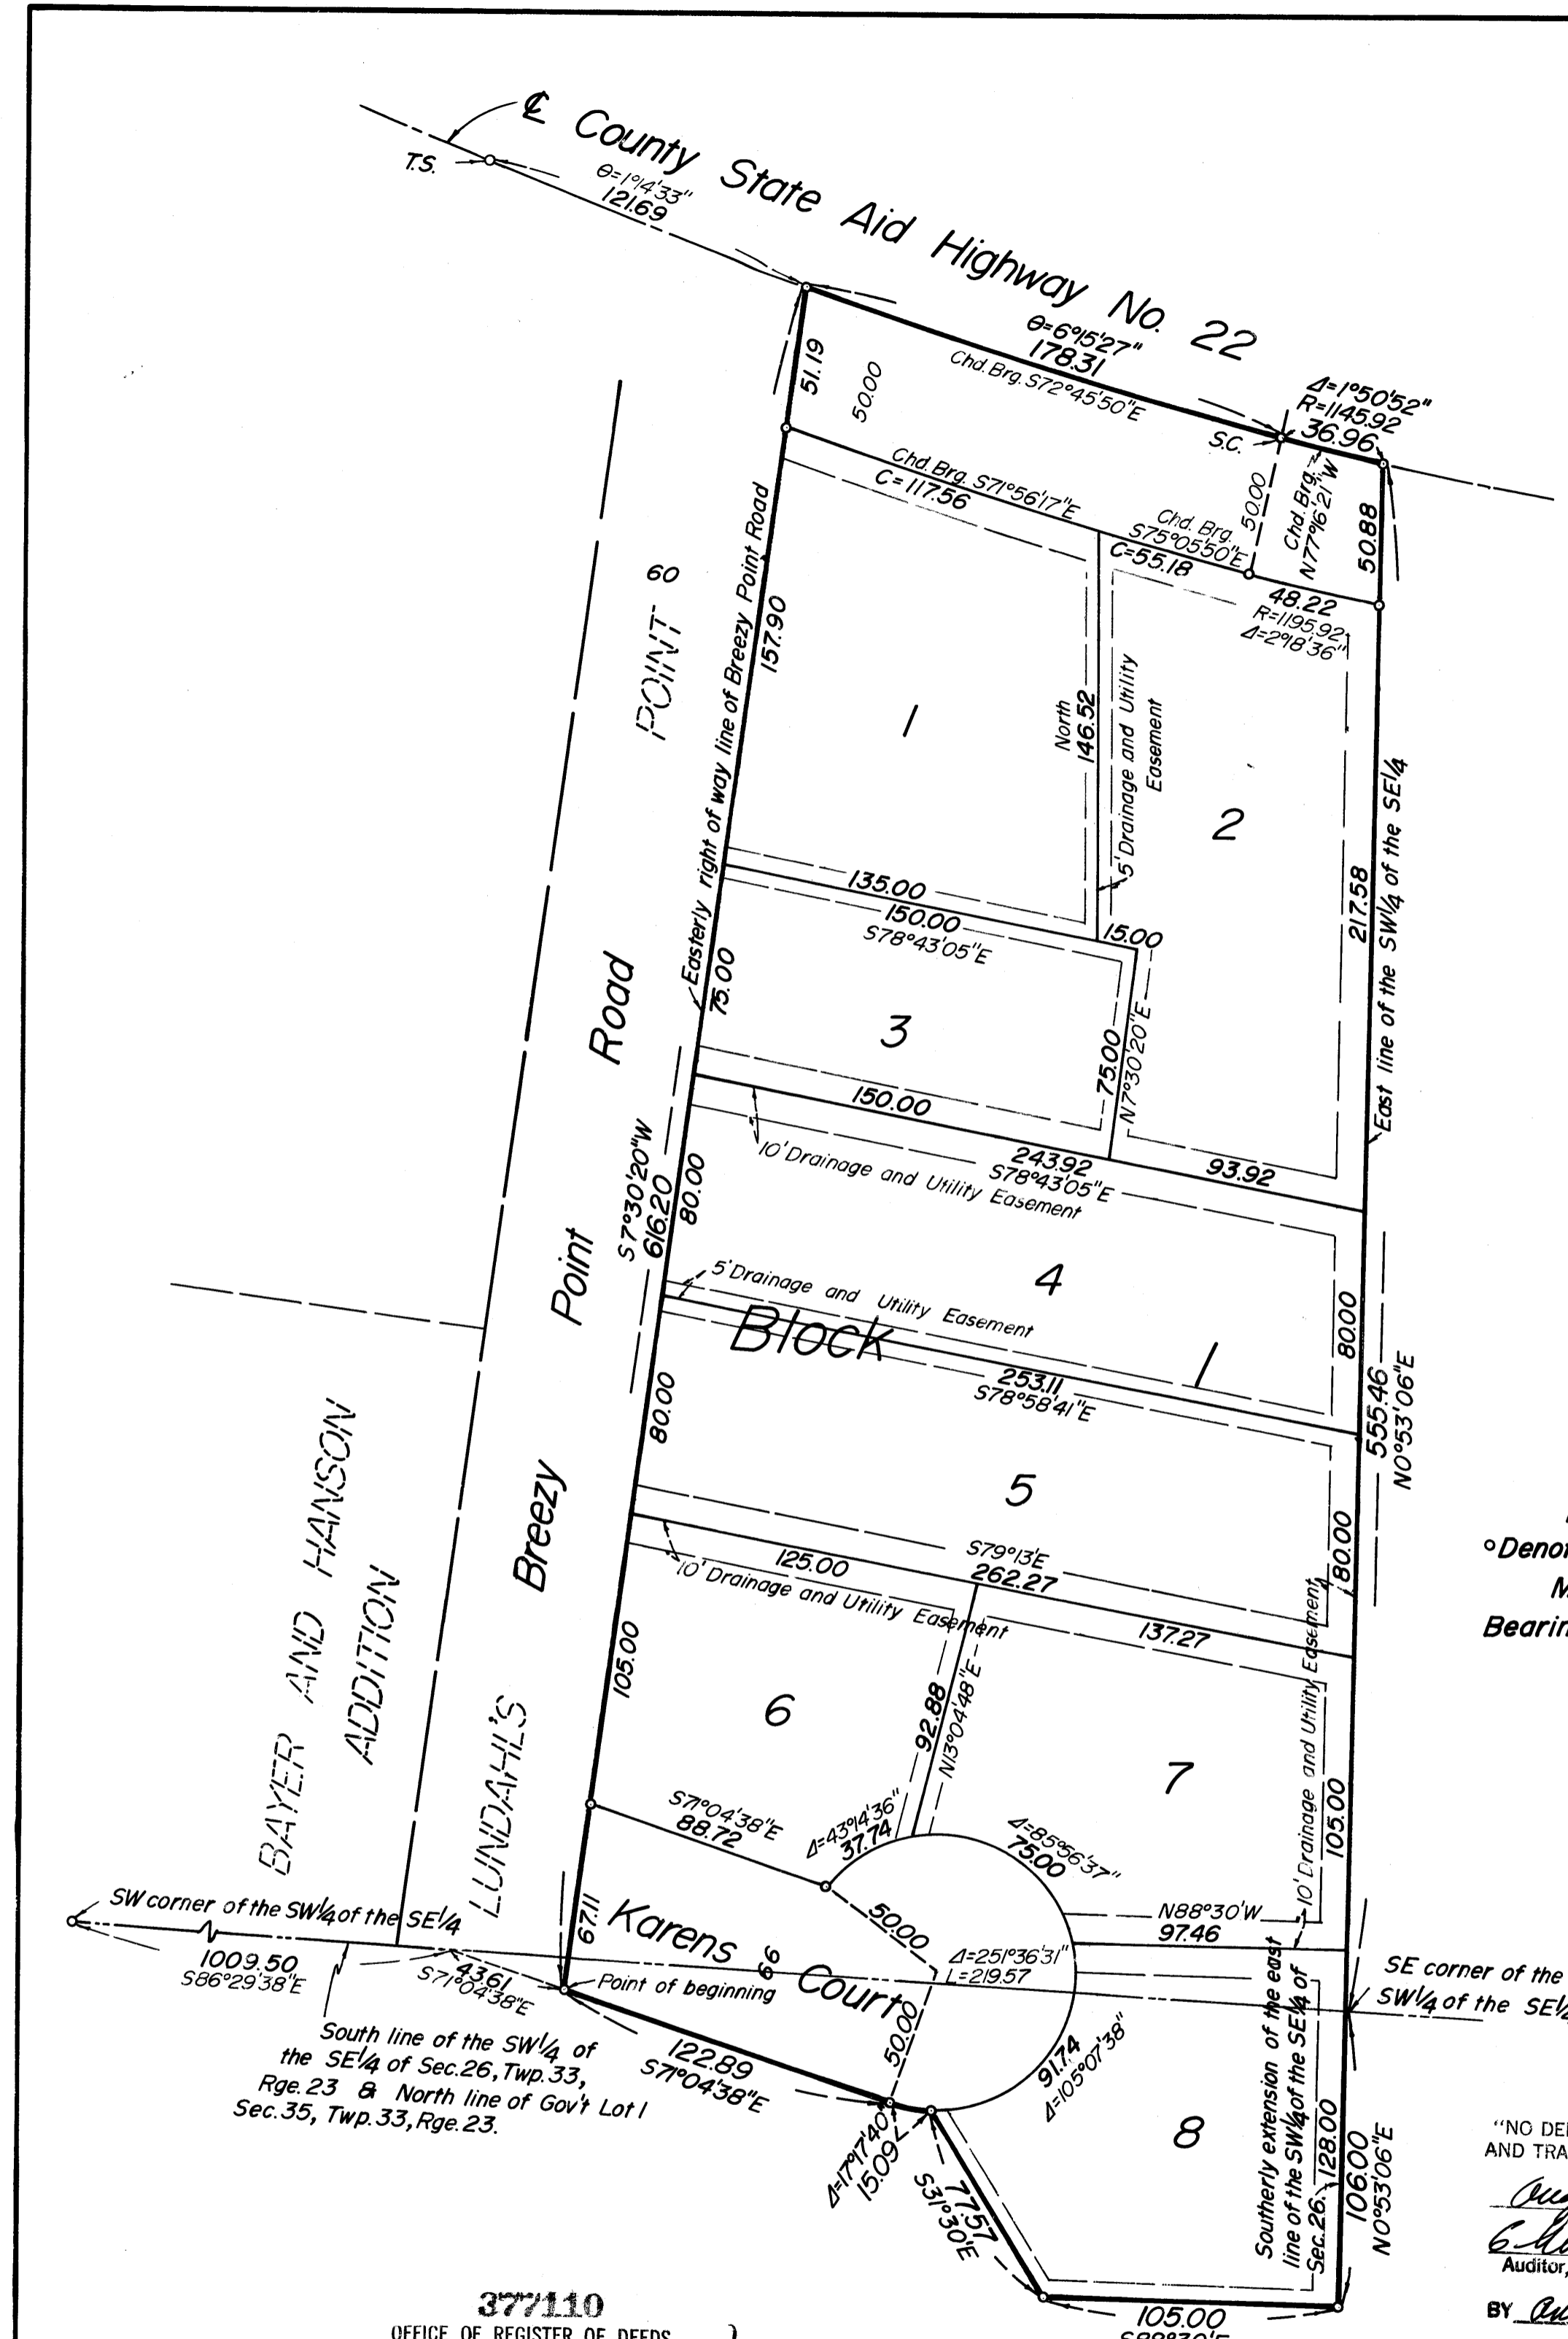 ℄ County State Aid Highway No. 22
T.S.
θ=1°14'33"
121.69
θ=6°15'27"
178.31
Chd. Brg. S72°45'50"E
Δ=1°50'52"
R=1145.92
36.96
S.C.
51.19
50.00
50.00
Chd. Brg.
N77°16'21"W
50.88
Chd. Brg. S71°56'17"E
C=117.56
Chd. Brg.
S75°05'50"E
C=55.18
48.22
R=1195.92
Δ=2°18'36"
60
POINT
Easterly right of way line of Breezy Point Road
157.90
1
North
146.52
5' Drainage and Utility
Easement
2
217.58
East line of the SW1/4 of the SE1/4
135.00
150.00
S78°43'05"E
15.00
75.00
3
75.00
N7°30'20"E
150.00
10' Drainage and Utility Easement
243.92
S78°43'05"E
93.92
Breezy Point Road
S7°30'20"W
616.20
80.00
4
5' Drainage and Utility Easement
Block 1
80.00
555.46
N0°53'06"E
253.11
S78°58'41"E
80.00
5
80.00
S79°13'E
125.00
262.27
137.27
10' Drainage and Utility Easement
BAYER AND HANSON
ADDITION
LUNDAHL'S
105.00
6
92.88
N13°04'48"E
7
10' Drainage and Utility Easement
105.00
S71°04'38"E
88.72
Δ=43°14'36"
37.74
Δ=85°56'37"
75.00
SW corner of the SW1/4 of the SE1/4
1009.50
S86°29'38"E
43.61
S71°04'38"E
67.11
Karens Court
66
50.00
Δ=251°36'31"
L=219.57
N88°30'W
97.46
Point of beginning
SE corner of the
SW1/4 of the SE1/4
South line of the SW1/4 of
the SE1/4 of Sec. 26, Twp. 33,
Rge. 23 & North line of Gov't Lot 1
Sec. 35, Twp. 33, Rge. 23.
122.89
S71°04'38"E
50.00
91.74
Δ=105°07'38"
Δ=17°17'40"
15.09
77.57
S31°30'E
8
Southerly extension of the east
line of the SW1/4 of the SE1/4 of
Sec. 26.
128.00
106.00
N0°53'06"E
105.00
S88°30'E
°Denot
M
Bearin
"NO DEL
AND TRA
Auditor,
BY
377110
OFFICE OF REGISTER OF DEEDS )